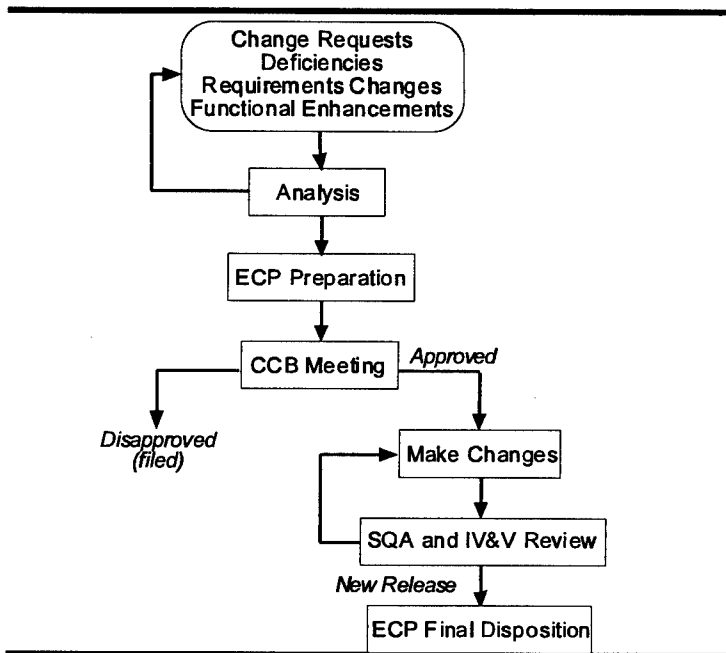 Change Requests
Deficiencies
Requirements Changes
Functional Enhancements
Analysis
ECP Preparation
CCB Meeting
Approved
Disapproved
(filed)
Make Changes
SQA and IV&V Review
New Release
ECP Final Disposition